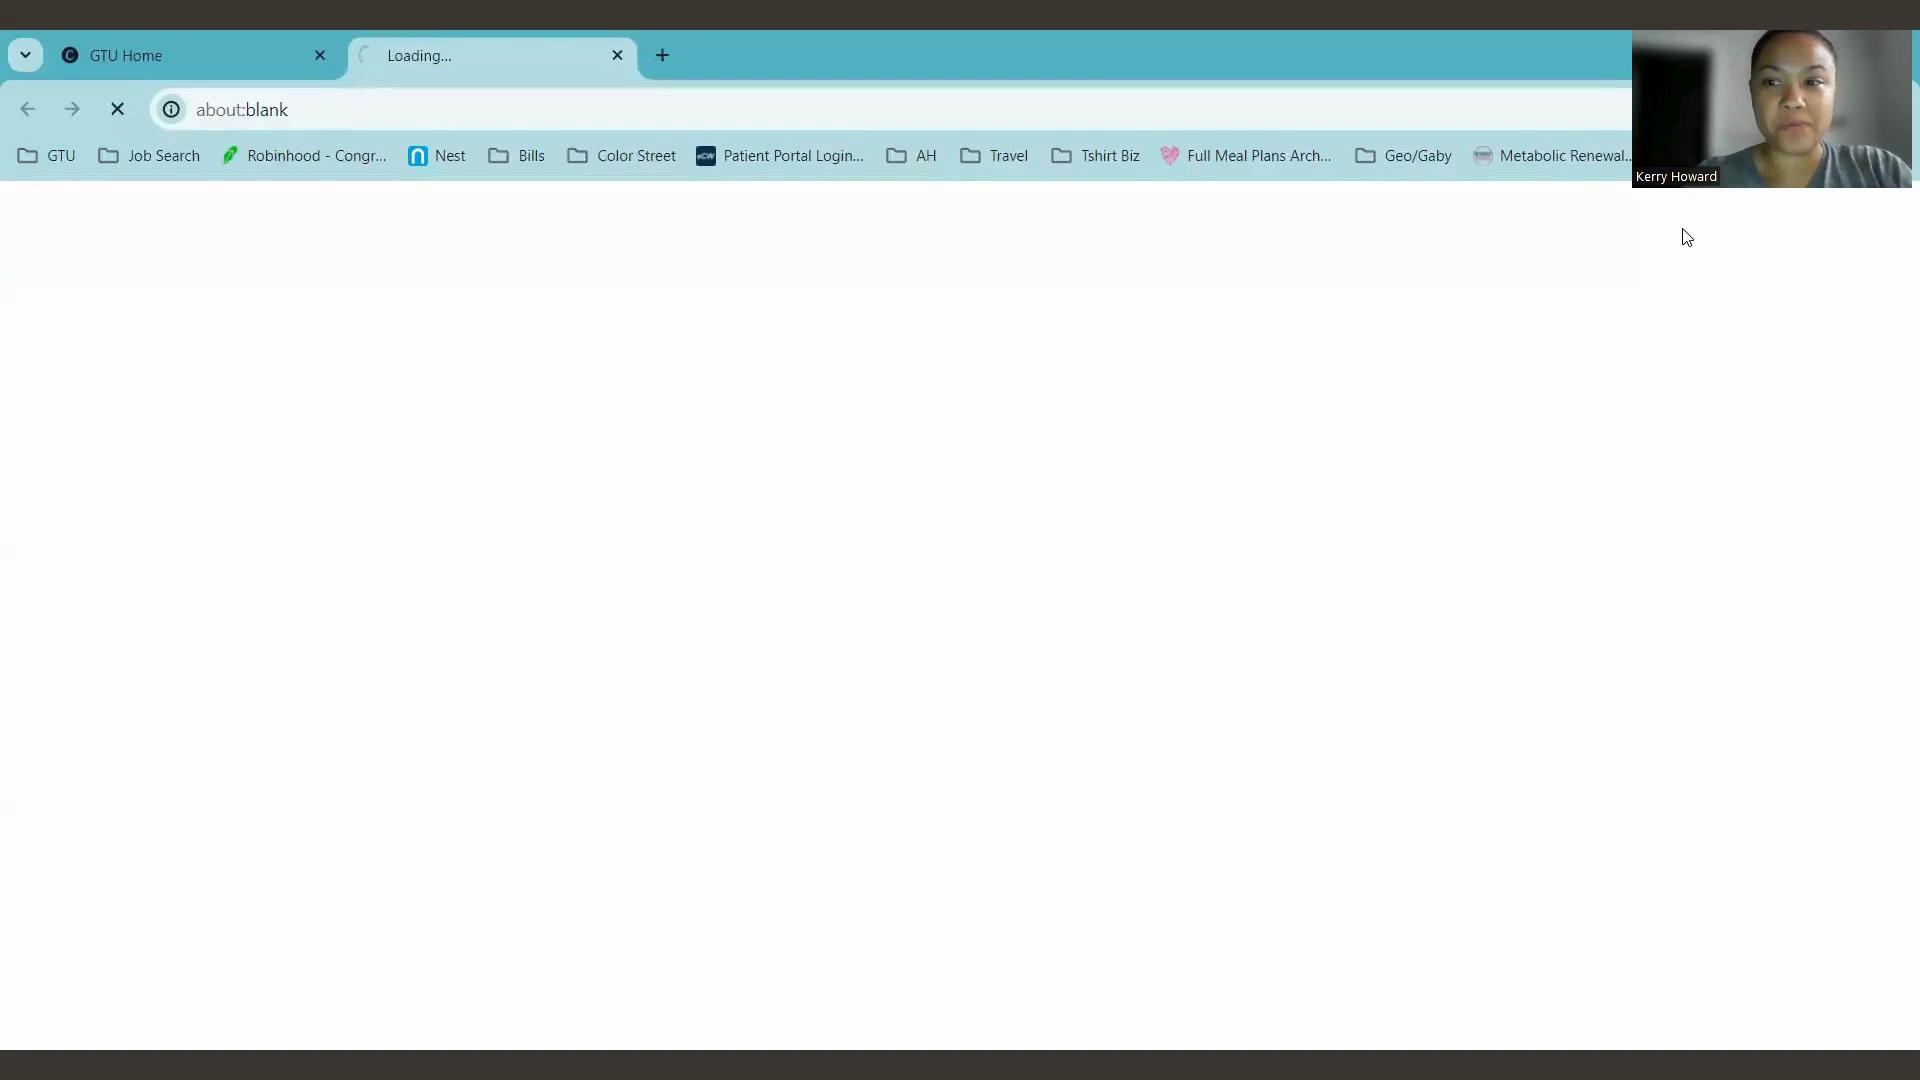 GTU Home
Loading...
about:blank
GTU Job Search Robinhood - Congr... Nest Bills Color Street eCW Patient Portal Login... AH Travel Tshirt Biz Full Meal Plans Arch... Geo/Gaby Metabolic Renewal...
Kerry Howard